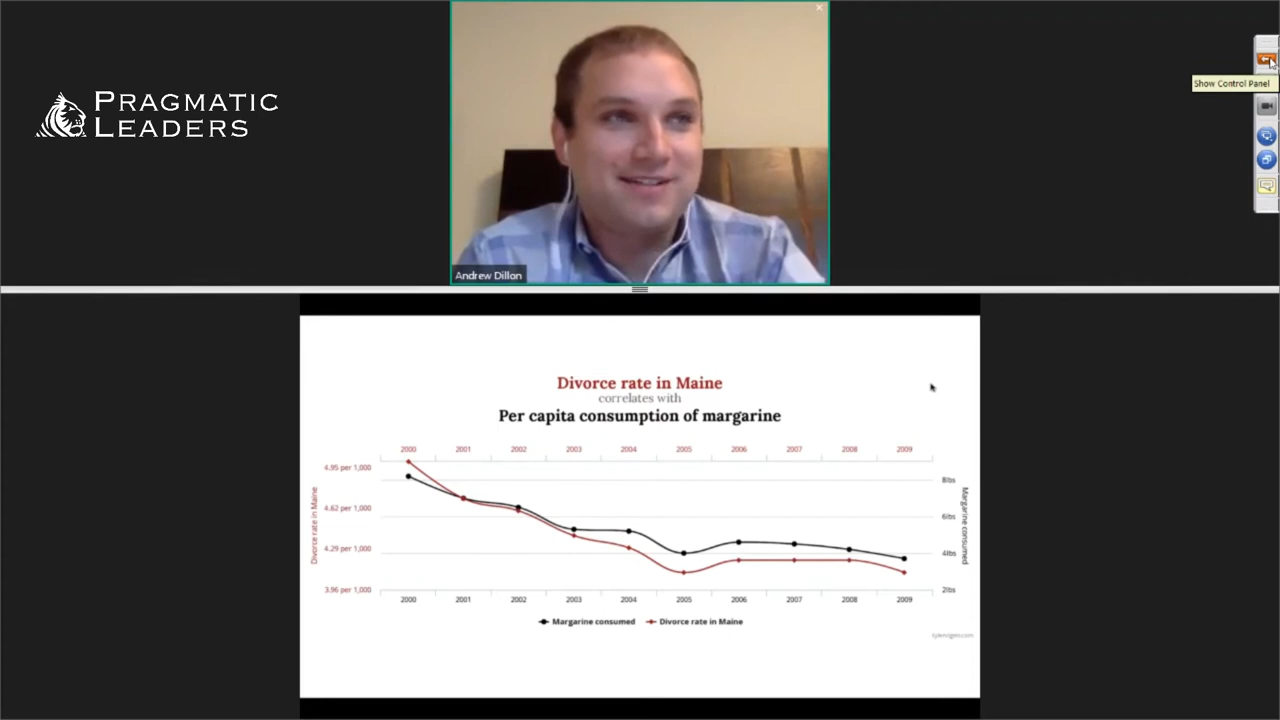 PRAGMATIC
LEADERS
Show Control Panel
Andrew Dillon
Divorce rate in Maine
correlates with
Per capita consumption of margarine
2000 2001 2002 2003 2004 2005 2006 2007 2008 2009
4.95 per 1,000
4.62 per 1,000
4.29 per 1,000
3.96 per 1,000
Divorce rate in Maine
8lbs
6lbs
4lbs
2lbs
Margarine consumed
2000 2001 2002 2003 2004 2005 2006 2007 2008 2009
Margarine consumed Divorce rate in Maine
tylervigen.com